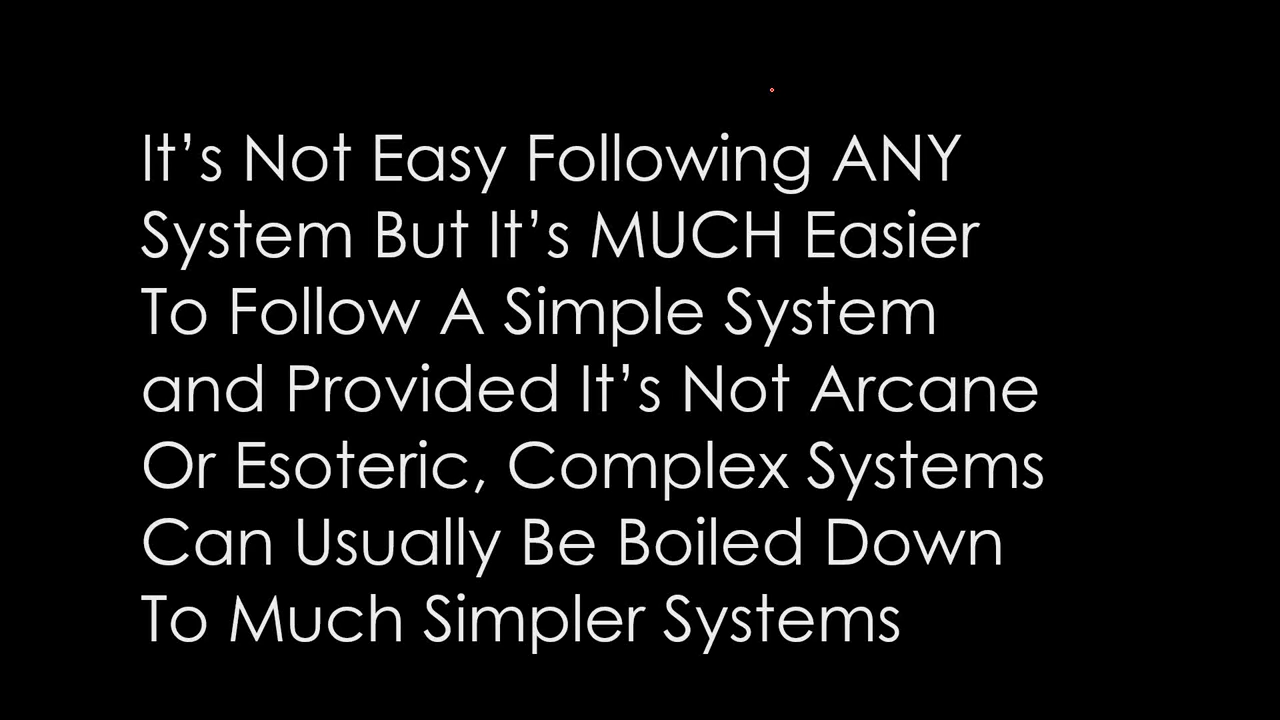 It’s Not Easy Following ANY
System But It’s MUCH Easier
To Follow A Simple System
and Provided It’s Not Arcane
Or Esoteric, Complex Systems
Can Usually Be Boiled Down
To Much Simpler Systems